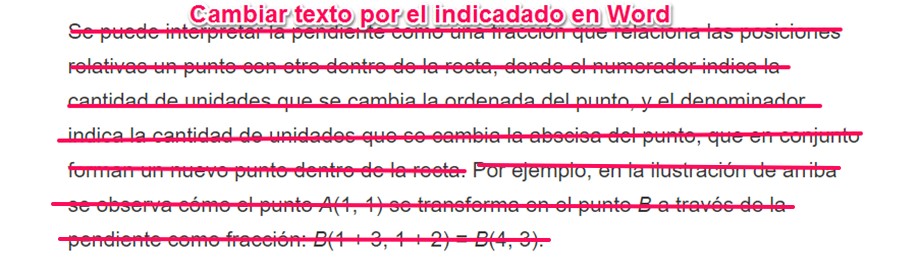 Cambiar texto por el indicadado en Word
Se puede interpretar la pendiente como una fracción que relaciona las posiciones
relativas un punto con otro dentro de la recta, donde el numerador indica la
cantidad de unidades que se cambia la ordenada del punto, y el denominador
indica la cantidad de unidades que se cambia la abscisa del punto, que en conjunto
forman un nuevo punto dentro de la recta. Por ejemplo, en la ilustración de arriba
se observa cómo el punto A(1, 1) se transforma en el punto B a través de la
pendiente como fracción: B(1 + 3, 1 + 2) = B(4, 3).